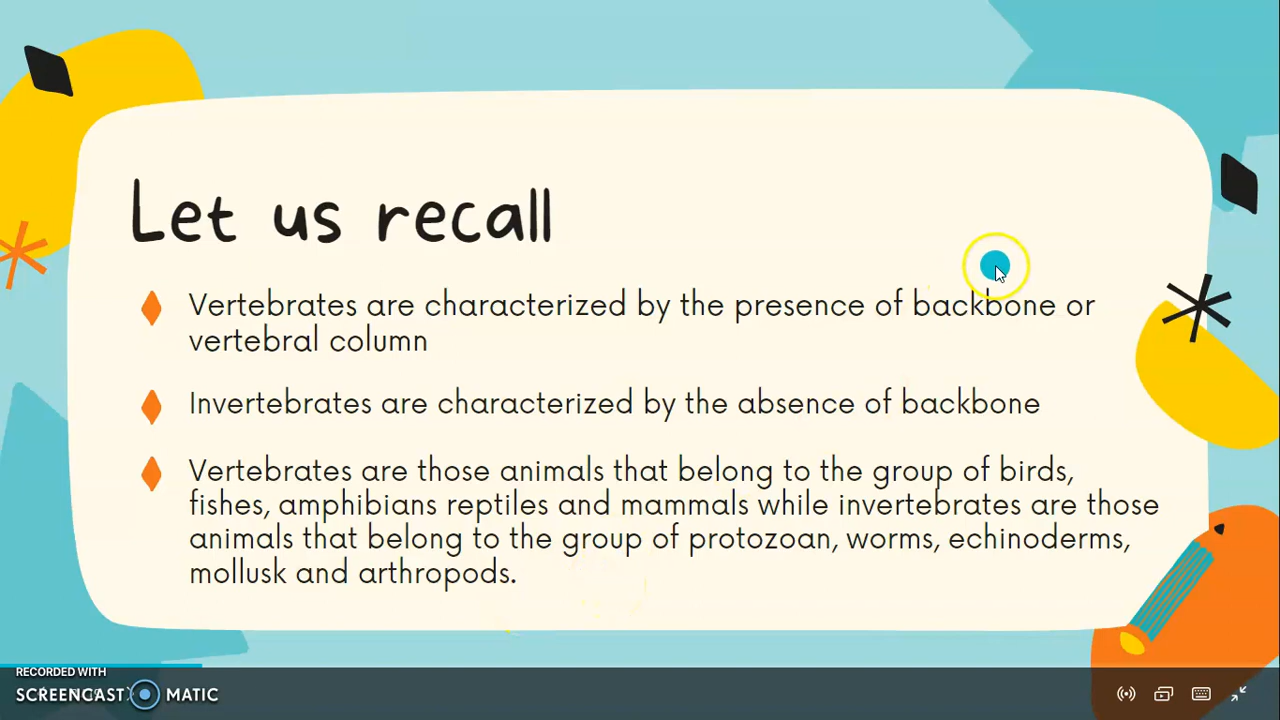 Let us recall
Vertebrates are characterized by the presence of backbone or
vertebral column
Invertebrates are characterized by the absence of backbone
Vertebrates are those animals that belong to the group of birds,
fishes, amphibians reptiles and mammals while invertebrates are those
animals that belong to the group of protozoan, worms, echinoderms,
mollusk and arthropods.
RECORDED WITH
SCREENCAST MATIC